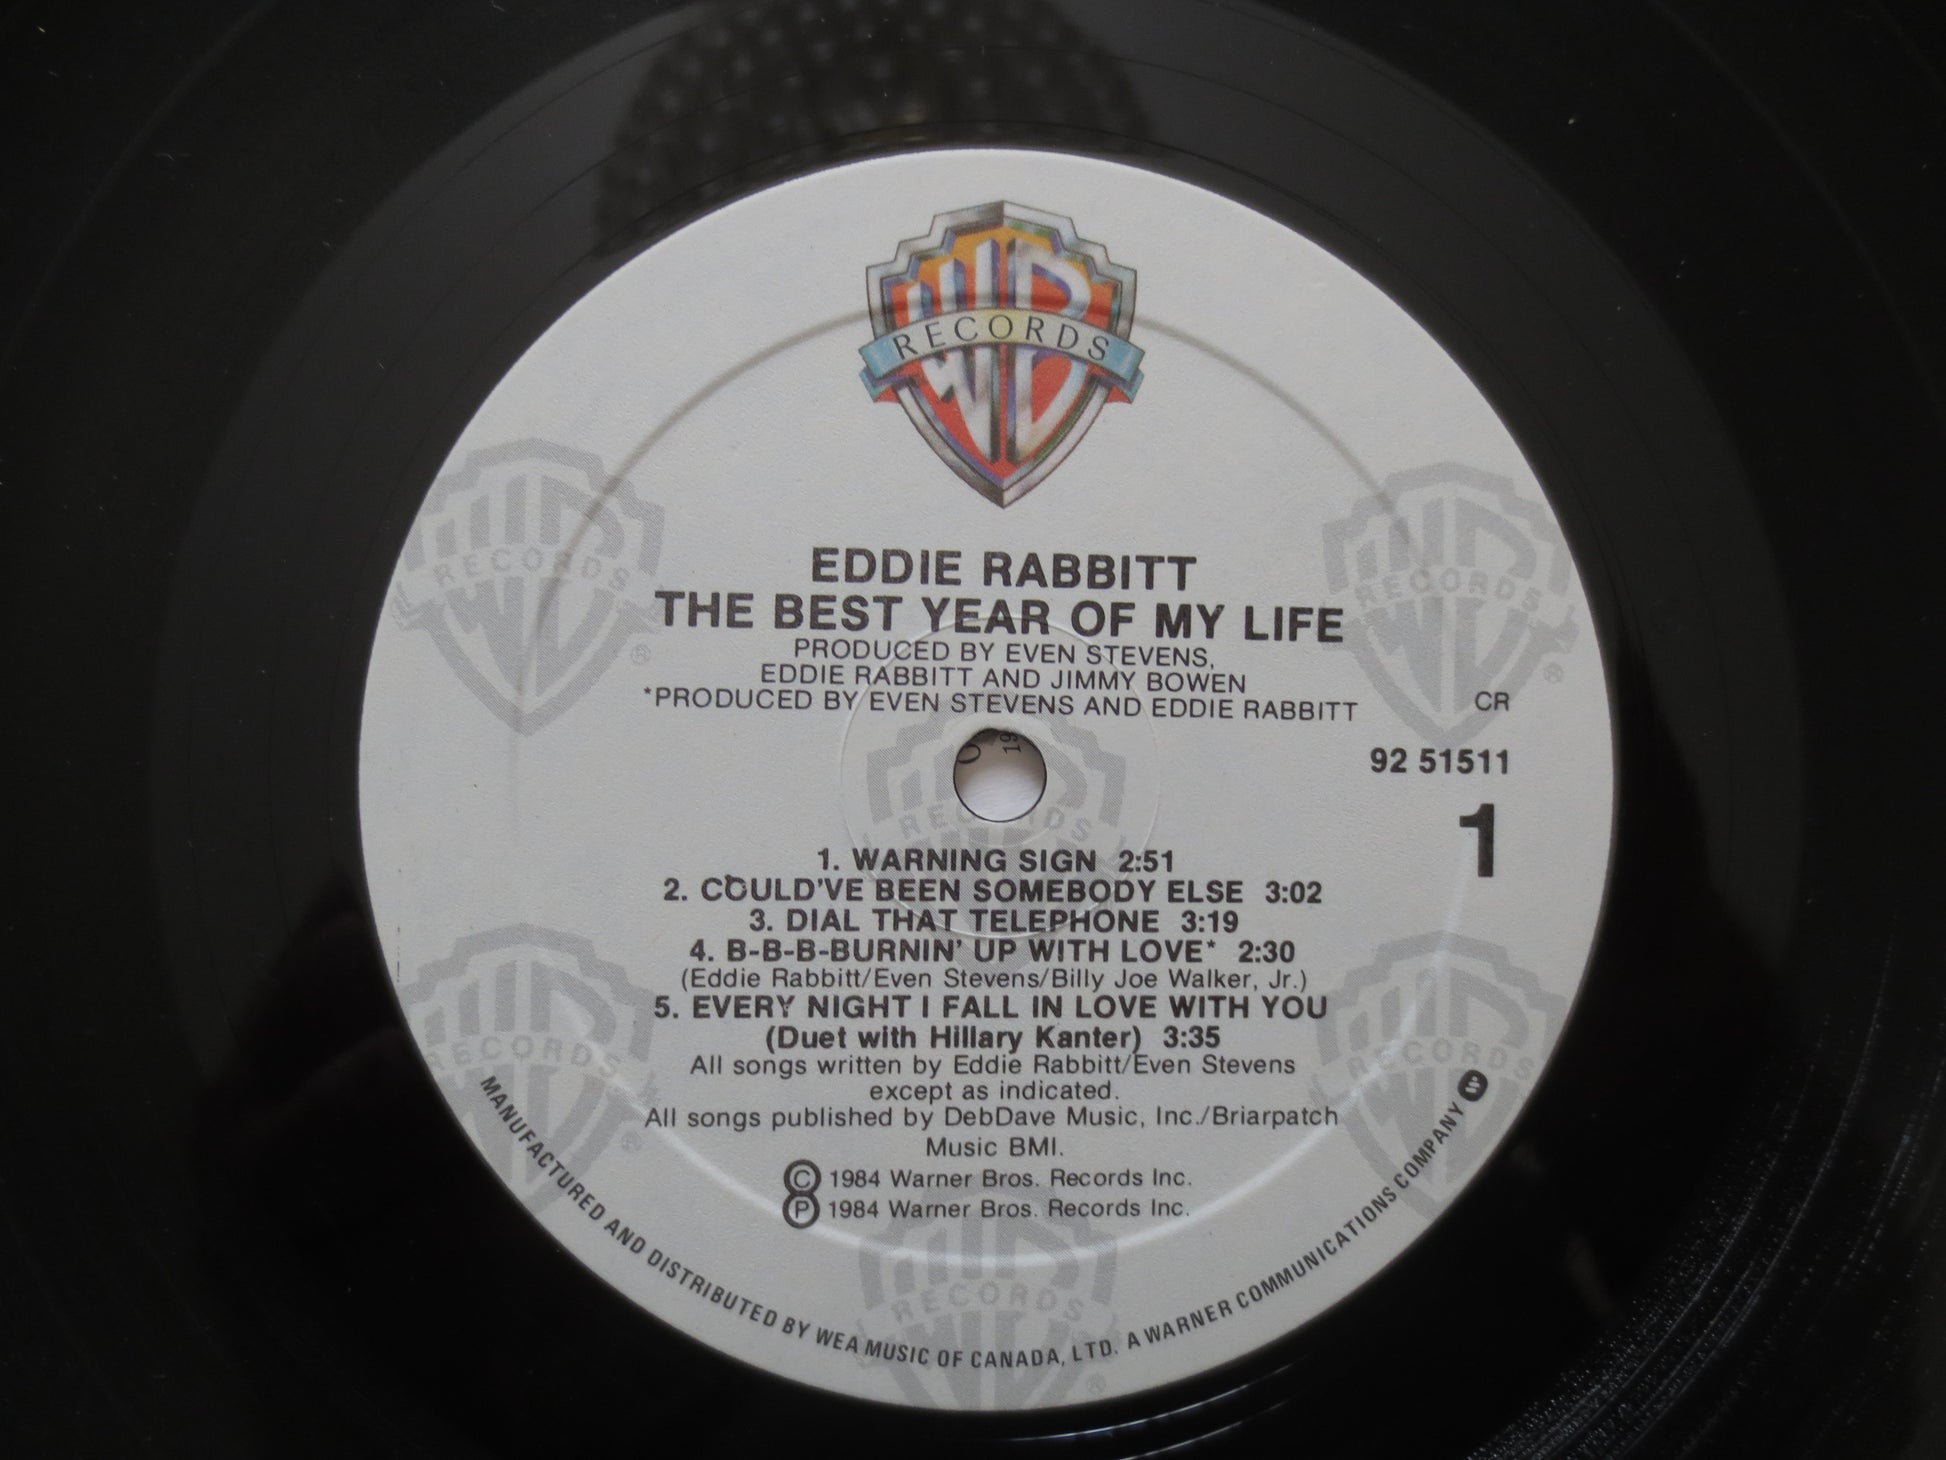 WB
RECORDS
EDDIE RABBITT
THE BEST YEAR OF MY LIFE
PRODUCED BY EVEN STEVENS,
EDDIE RABBITT AND JIMMY BOWEN
*PRODUCED BY EVEN STEVENS AND EDDIE RABBITT
CR
92 51511
1
1. WARNING SIGN 2:51
2. COULD'VE BEEN SOMEBODY ELSE 3:02
3. DIAL THAT TELEPHONE 3:19
4. B-B-B-BURNIN' UP WITH LOVE* 2:30
(Eddie Rabbitt/Even Stevens/Billy Joe Walker, Jr.)
5. EVERY NIGHT I FALL IN LOVE WITH YOU
(Duet with Hillary Kanter) 3:35
All songs written by Eddie Rabbitt/Even Stevens
except as indicated.
All songs published by DebDave Music, Inc./Briarpatch
Music BMI.
© 1984 Warner Bros. Records Inc.
℗ 1984 Warner Bros. Records Inc.
MANUFACTURED AND DISTRIBUTED BY WEA MUSIC OF CANADA, LTD. A WARNER COMMUNICATIONS COMPANY